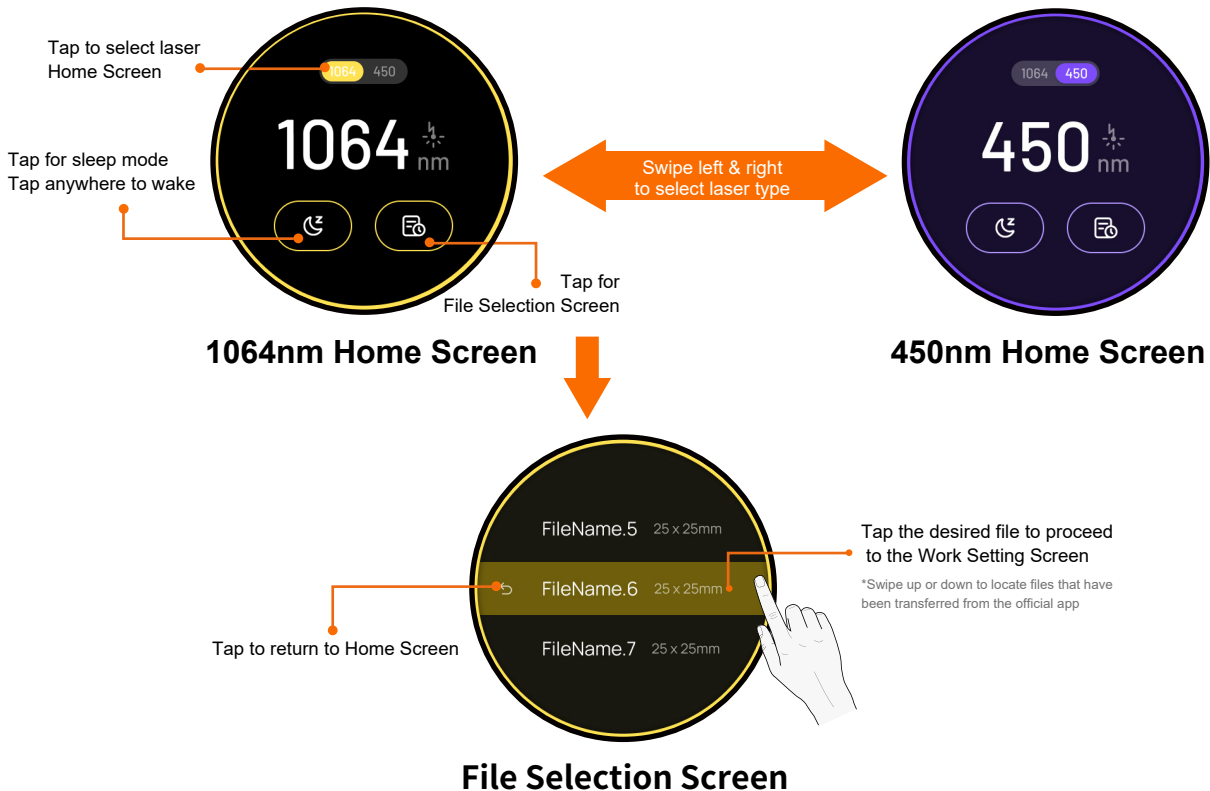 Tap to select laser
Home Screen
1064 450
1064
nm
Tap for sleep mode
Tap anywhere to wake
Tap for
File Selection Screen
1064nm Home Screen
Swipe left & right
to select laser type
1064 450
450
nm
450nm Home Screen
FileName.5 25 x 25mm
FileName.6 25 x 25mm
FileName.7 25 x 25mm
Tap to return to Home Screen
Tap the desired file to proceed
to the Work Setting Screen
*Swipe up or down to locate files that have
been transferred from the official app
File Selection Screen